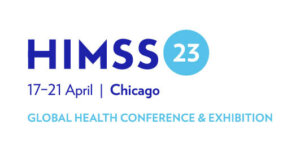 HIMSS 23
17–21 April | Chicago
GLOBAL HEALTH CONFERENCE & EXHIBITION